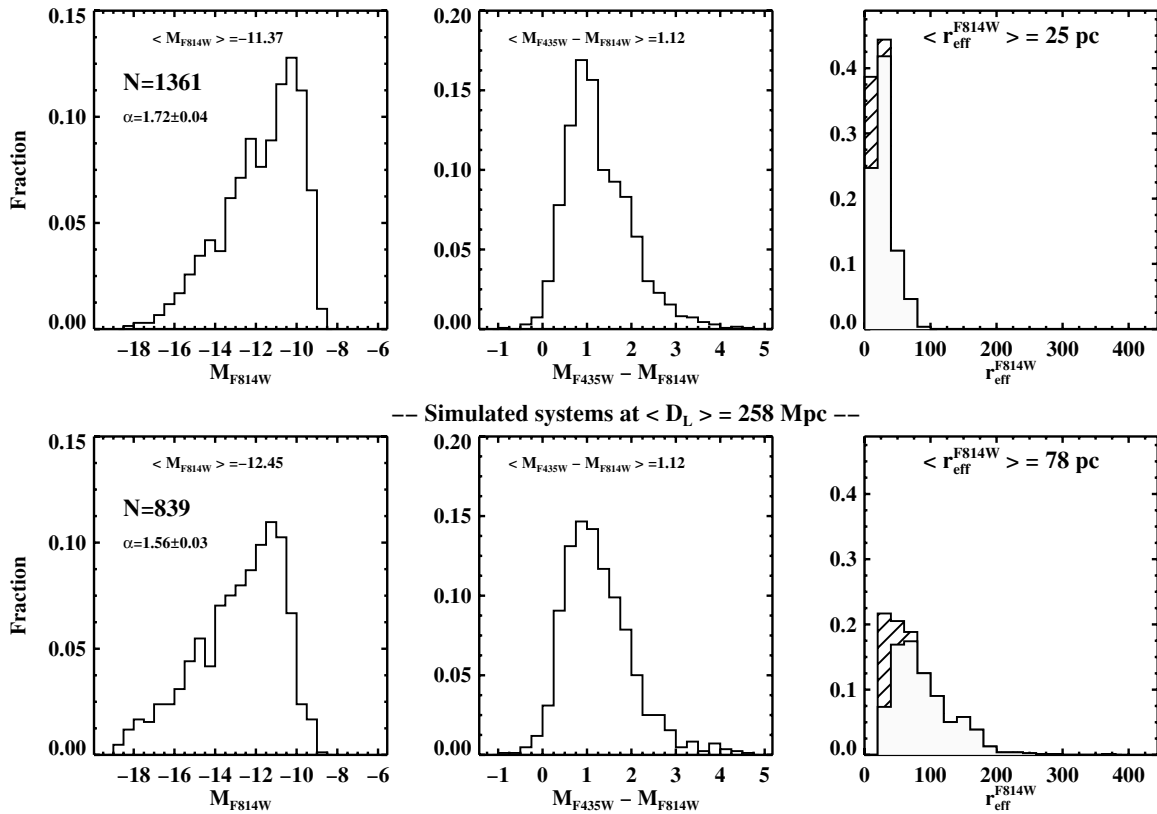 < M_F814W > =−11.37
N=1361
α=1.72±0.04
Fraction
0.15
0.10
0.05
0.00
−18 −16 −14 −12 −10 −8 −6
M_F814W
< M_F435W − M_F814W > =1.12
0.20
0.15
0.10
0.05
0.00
−1 0 1 2 3 4 5
M_F435W − M_F814W
< r_eff^F814W > = 25 pc
0.4
0.3
0.2
0.1
0
0 100 200 300 400
r_eff^F814W
−− Simulated systems at < D_L > = 258 Mpc −−
< M_F814W > =−12.45
N=839
α=1.56±0.03
Fraction
0.15
0.10
0.05
0.00
−18 −16 −14 −12 −10 −8 −6
M_F814W
< M_F435W − M_F814W > =1.12
0.20
0.15
0.10
0.05
0.00
−1 0 1 2 3 4 5
M_F435W − M_F814W
< r_eff^F814W > = 78 pc
0.4
0.3
0.2
0.1
0
0 100 200 300 400
r_eff^F814W